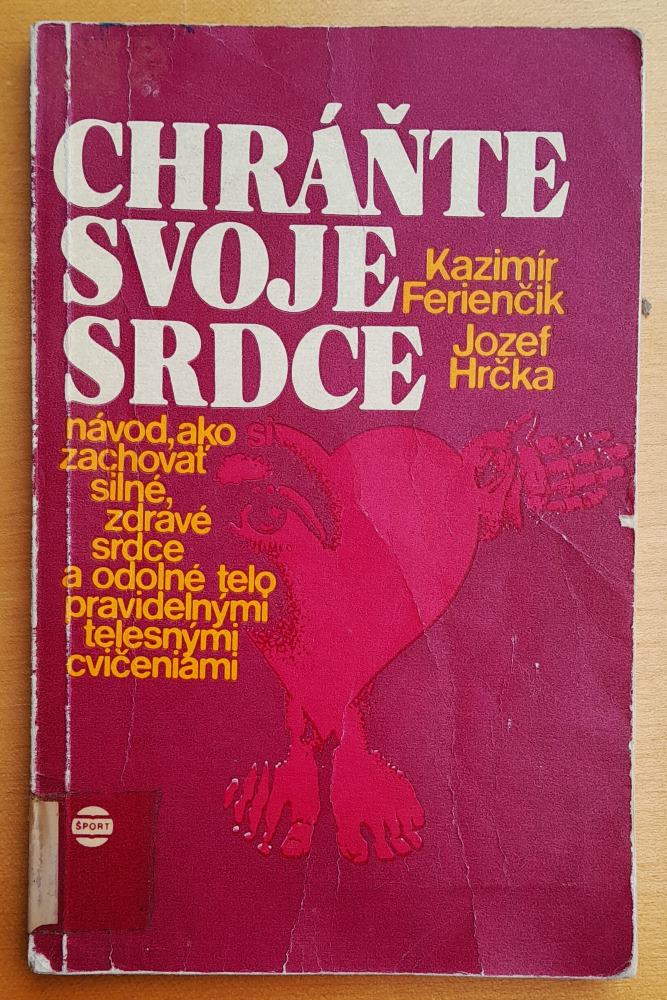 CHRÁŇTE
SVOJE
SRDCE
Kazimír
Ferienčik
Jozef
Hrčka
návod, ako si
zachovať
silné,
zdravé
srdce
a odolné telo
pravidelnými
telesnými
cvičeniami
ŠPORT